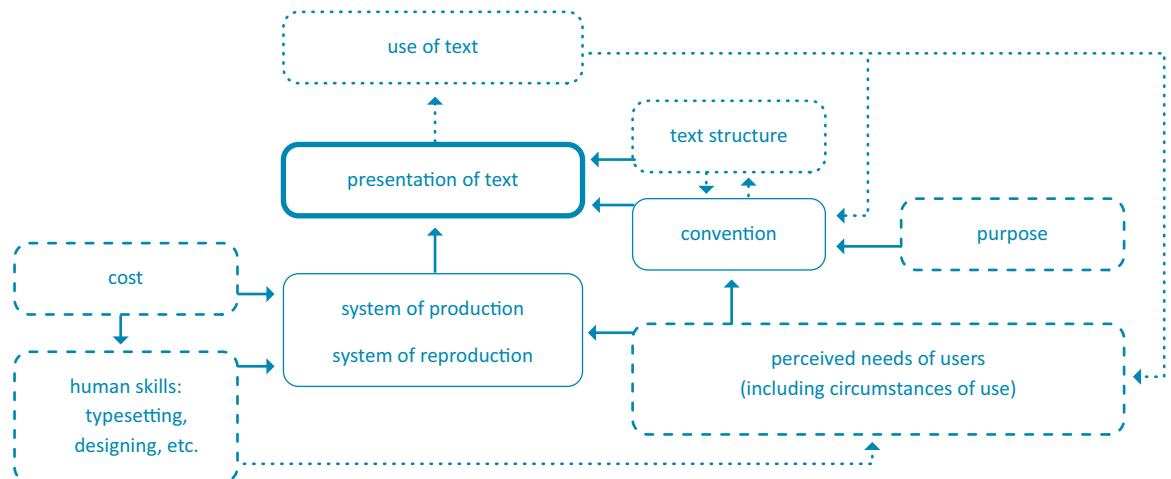 use of text
text structure
presentation of text
convention
purpose
cost
system of production
system of reproduction
perceived needs of users
(including circumstances of use)
human skills:
typesetting,
designing, etc.